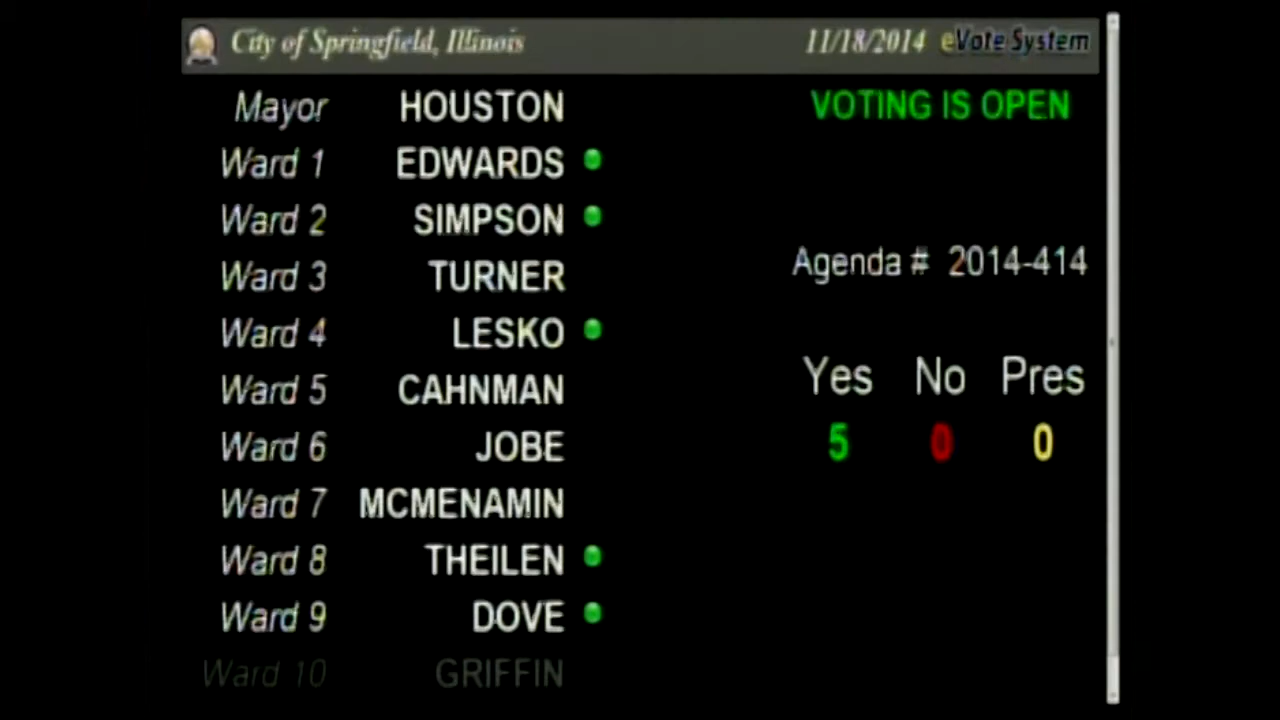 City of Springfield, Illinois 11/18/2014 eVote System
Mayor HOUSTON VOTING IS OPEN
Ward 1 EDWARDS
Ward 2 SIMPSON
Ward 3 TURNER Agenda # 2014-414
Ward 4 LESKO
Ward 5 CAHNMAN Yes No Pres
Ward 6 JOBE 5 0 0
Ward 7 MCMENAMIN
Ward 8 THEILEN
Ward 9 DOVE
Ward 10 GRIFFIN